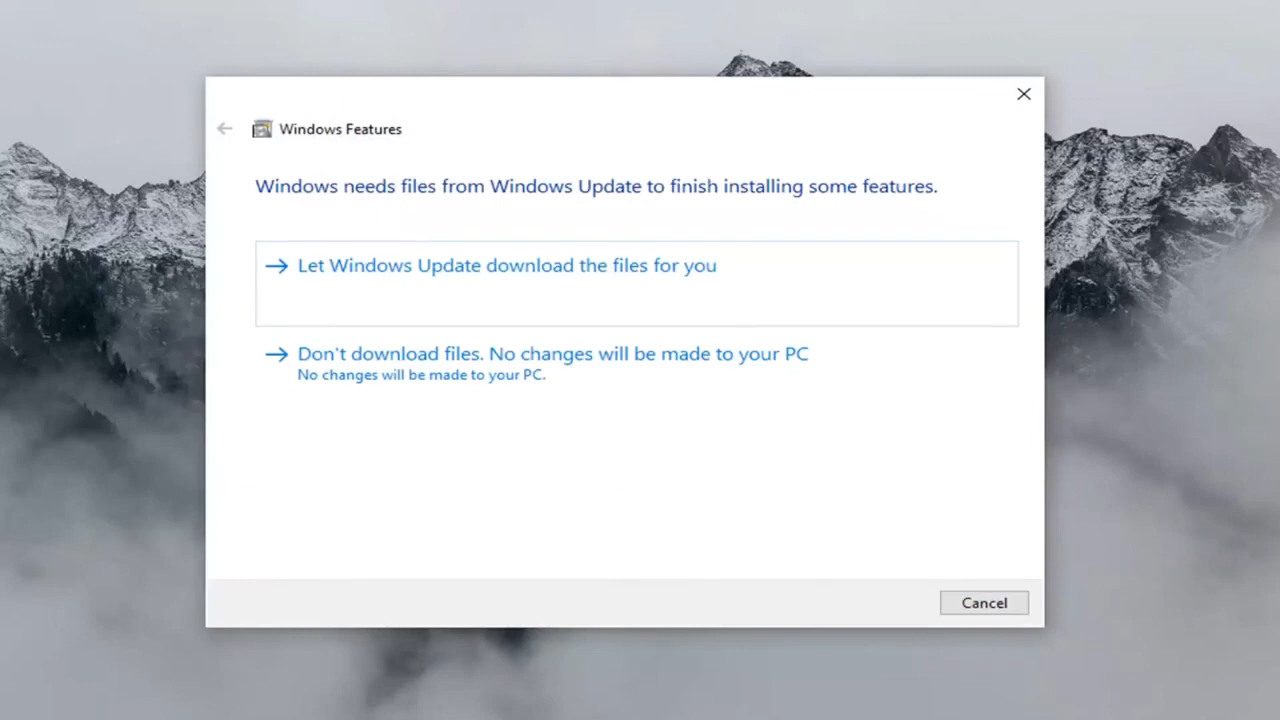 Windows Features
Windows needs files from Windows Update to finish installing some features.
Let Windows Update download the files for you
Don't download files. No changes will be made to your PC
No changes will be made to your PC.
Cancel